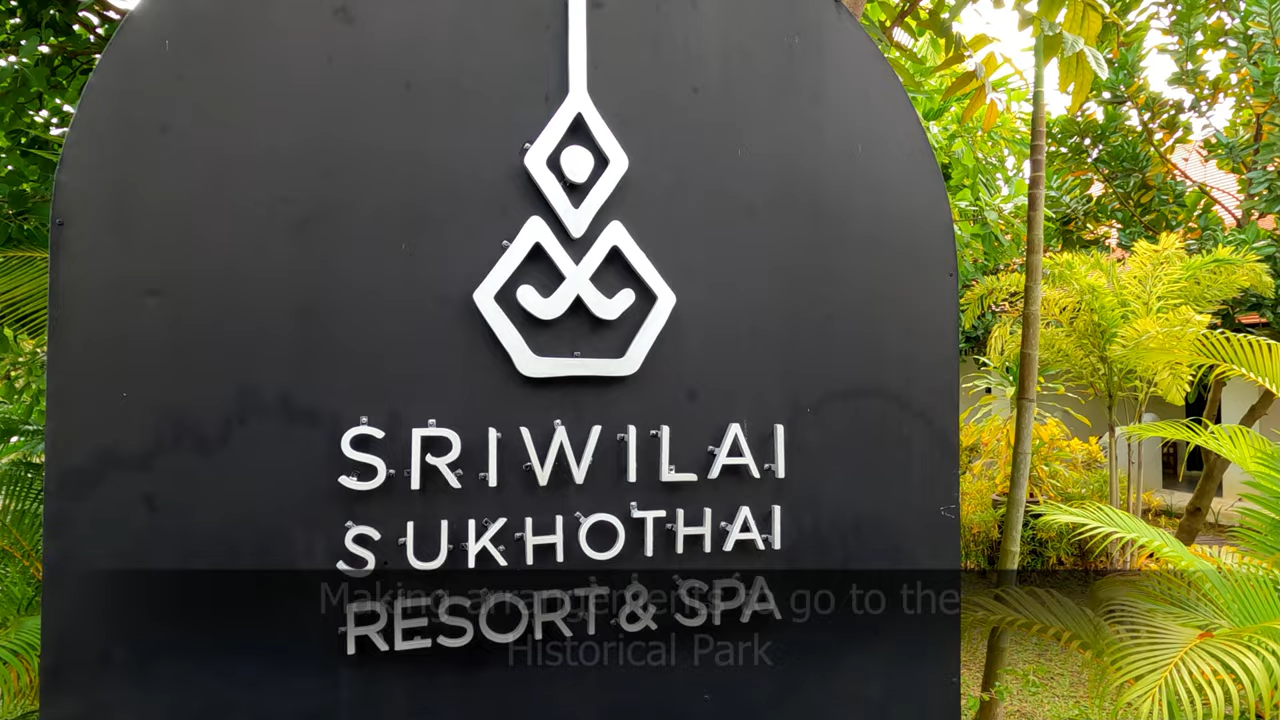 SRIWILAI
SUKHOTHAI
RESORT & SPA
Making arrangements to go to the
Historical Park